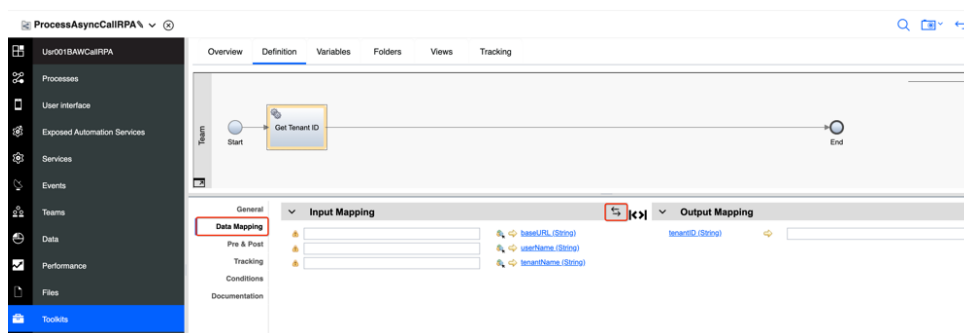 ProcessAsyncCallRPA
Usr001BAWCallRPA
Overview Definition Variables Folders Views Tracking
Processes
User interface
Exposed Automation Services
Services
Events
Teams
Data
Performance
Files
Toolkits
Team
Start
Get Tenant ID
End
General
Data Mapping
Pre & Post
Tracking
Conditions
Documentation
Input Mapping
baseURL (String)
userName (String)
tenantName (String)
Output Mapping
tenantID (String)